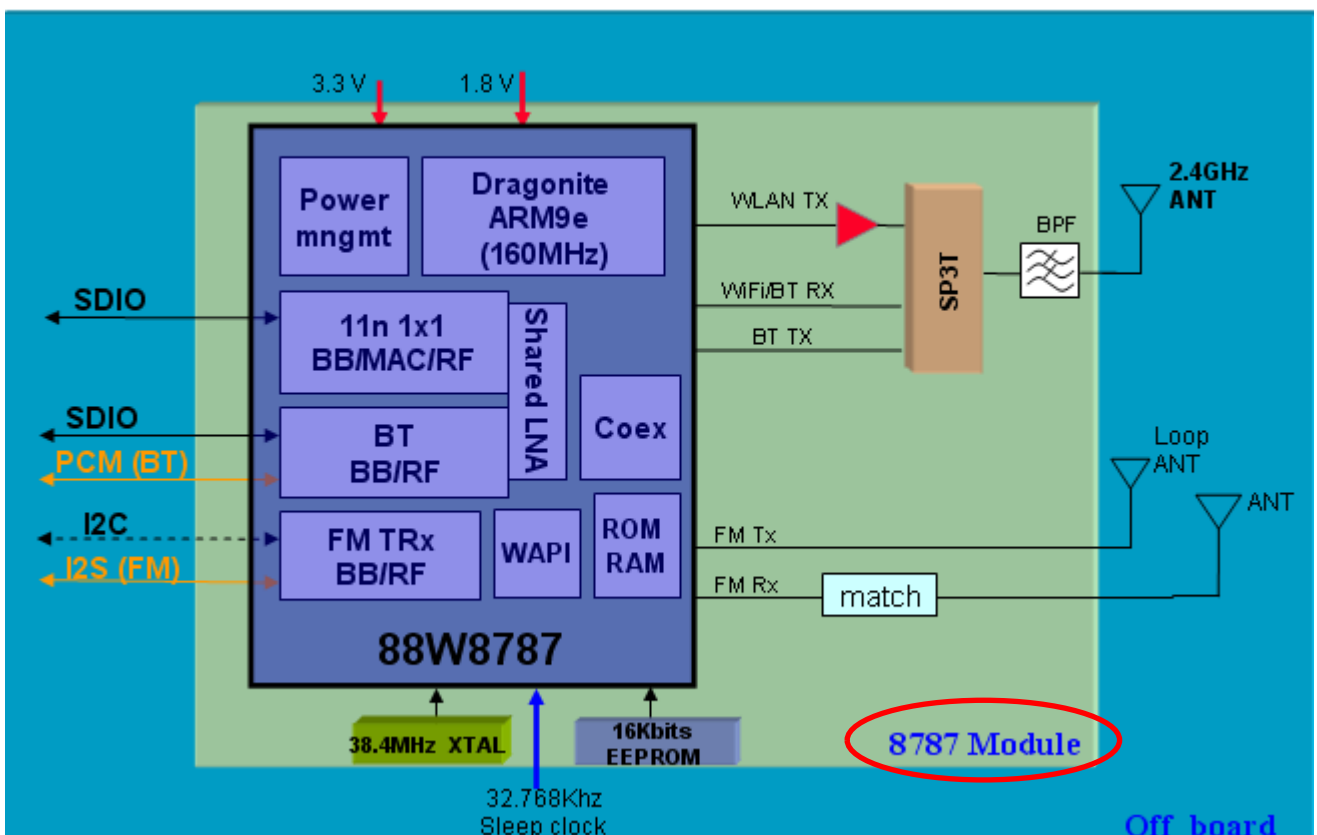 3.3 V
1.8 V
Power
mngmt
Dragonite
ARM9e
(160MHz)
WLAN TX
SP3T
BPF
2.4GHz
ANT
SDIO
11n 1x1
BB/MAC/RF
Shared LNA
WiFi/BT RX
BT TX
SDIO
PCM (BT)
BT
BB/RF
Coex
Loop
ANT
ANT
I2C
I2S (FM)
FM TRx
BB/RF
WAPI
ROM
RAM
FM Tx
FM Rx
match
88W8787
38.4MHz XTAL
16Kbits
EEPROM
8787 Module
32.768Khz
Sleep clock
Off board